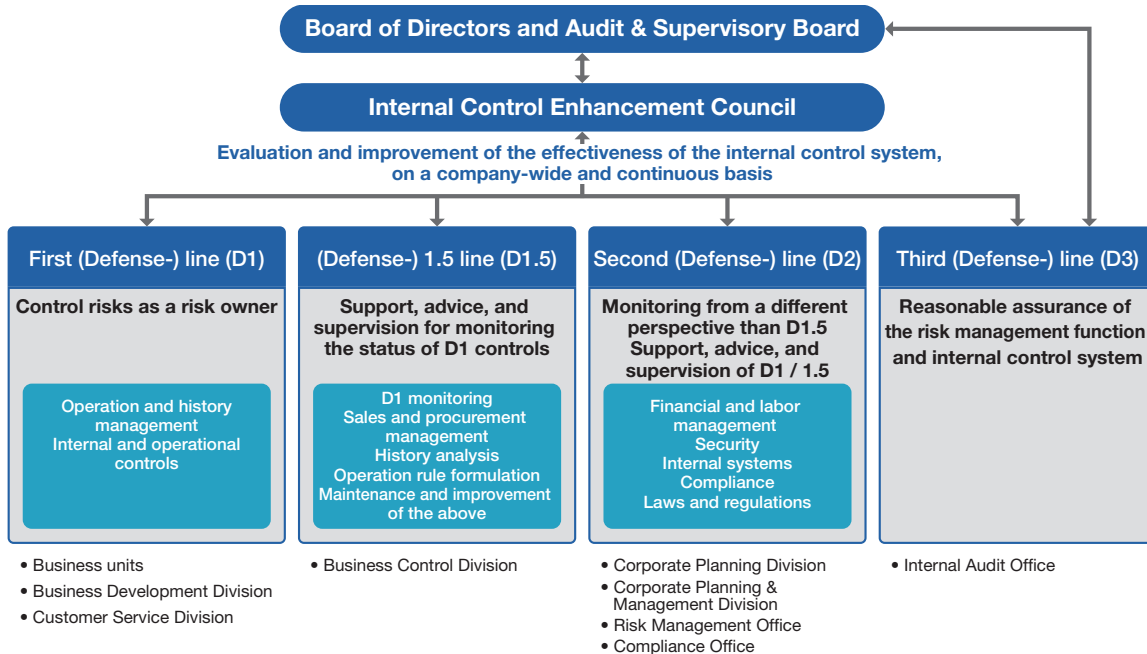 Board of Directors and Audit & Supervisory Board
Internal Control Enhancement Council
Evaluation and improvement of the effectiveness of the internal control system,
on a company-wide and continuous basis
First (Defense-) line (D1)
Control risks as a risk owner
Operation and history
management
Internal and operational
controls
• Business units
• Business Development Division
• Customer Service Division
(Defense-) 1.5 line (D1.5)
Support, advice, and
supervision for monitoring
the status of D1 controls
D1 monitoring
Sales and procurement
management
History analysis
Operation rule formulation
Maintenance and improvement
of the above
• Business Control Division
Second (Defense-) line (D2)
Monitoring from a different
perspective than D1.5
Support, advice, and
supervision of D1 / 1.5
Financial and labor
management
Security
Internal systems
Compliance
Laws and regulations
• Corporate Planning Division
• Corporate Planning &
Management Division
• Risk Management Office
• Compliance Office
Third (Defense-) line (D3)
Reasonable assurance of
the risk management function
and internal control system
• Internal Audit Office